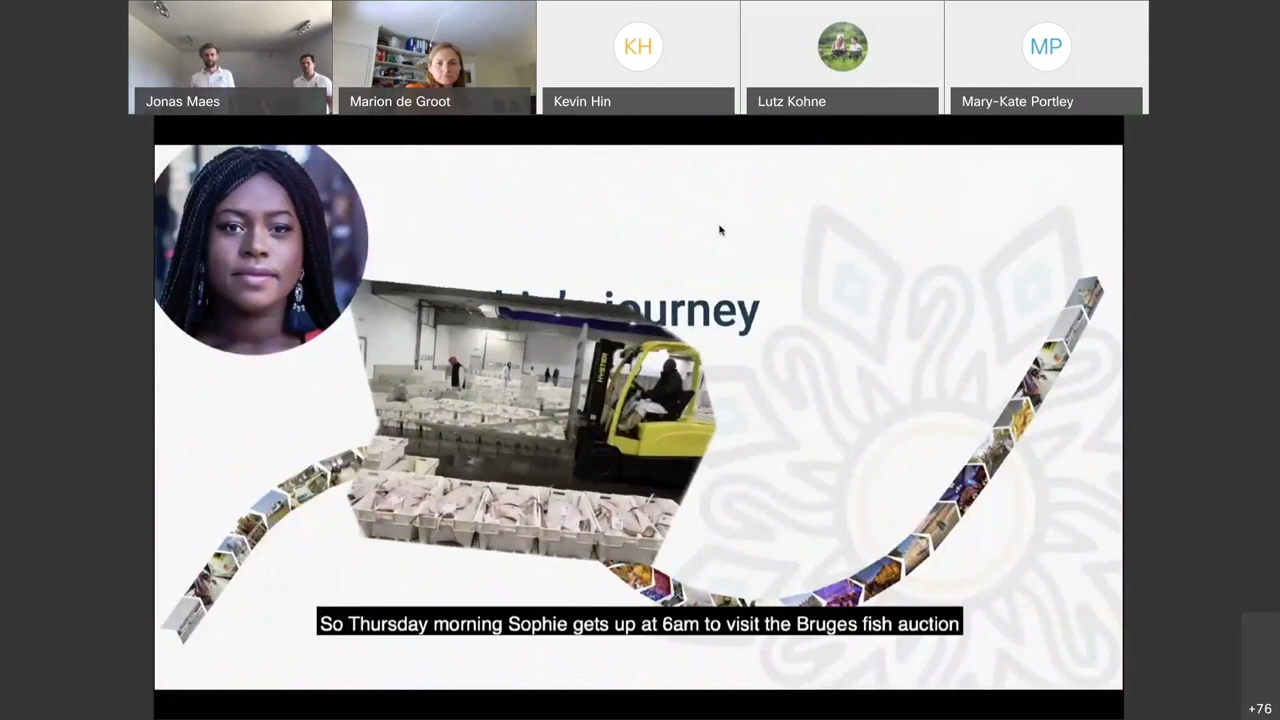 Jonas Maes
Marion de Groot
KH
Kevin Hin
Lutz Kohne
MP
Mary-Kate Portley
journey
HYSTER
So Thursday morning Sophie gets up at 6am to visit the Bruges fish auction
+76